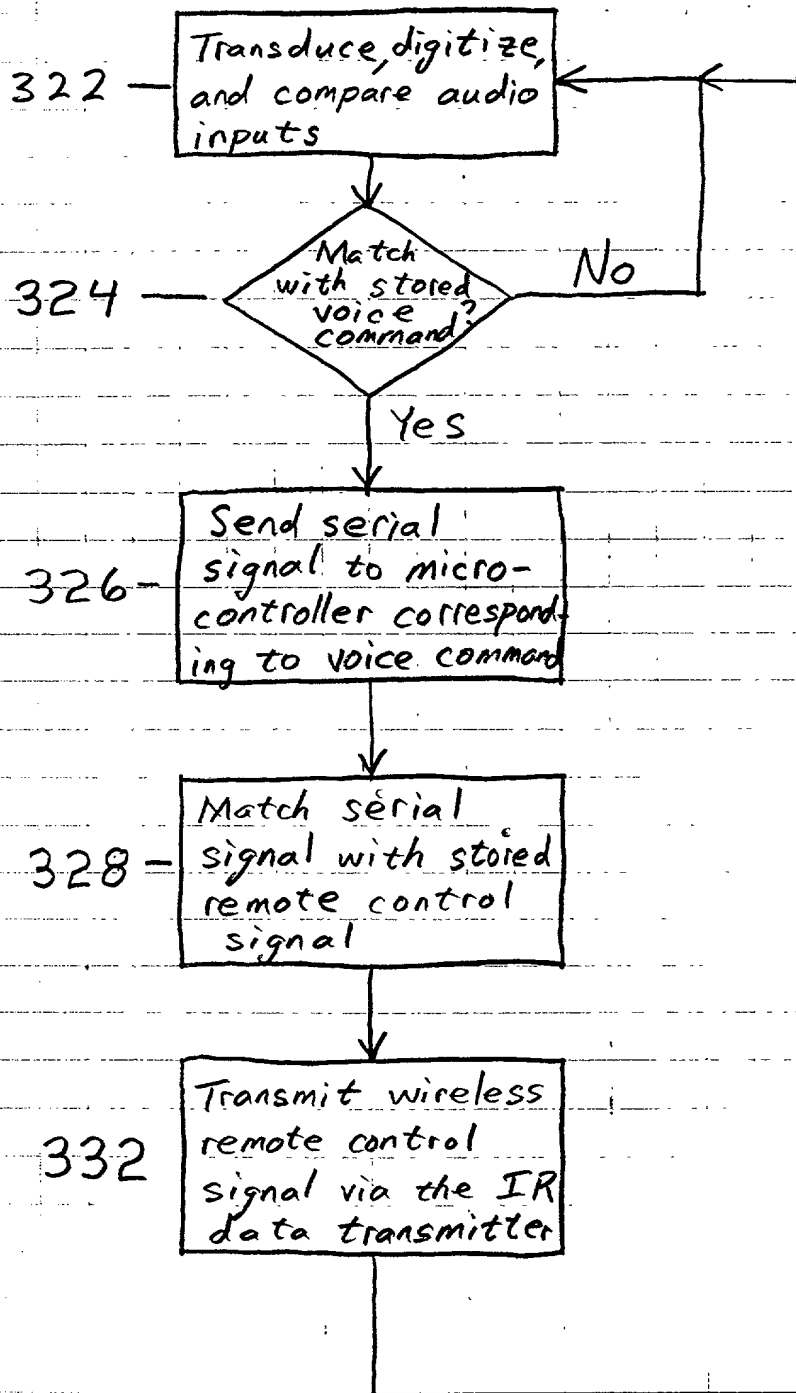 322
Transduce, digitize,
and compare audio
inputs
324
Match
with stored
voice
command?
No
Yes
326
Send serial
signal to micro-
controller correspond-
ing to voice command
328
Match serial
signal with stored
remote control
signal
332
Transmit wireless
remote control
signal via the IR
data transmitter